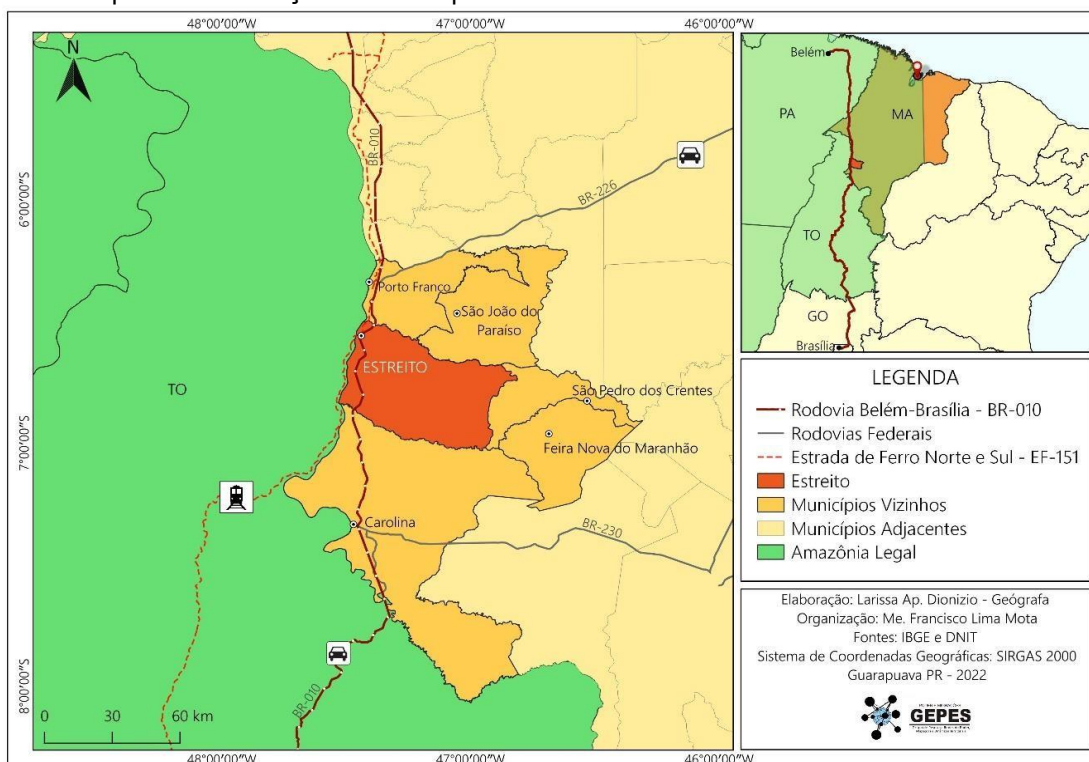 48°00'00"W
47°00'00"W
46°00'00"W
N
6°00'00"S
7°00'00"S
8°00'00"S
BR-010
BR-226
Porto Franco
São João do
Paraíso
ESTREITO
TO
São Pedro dos Crentes
Feira Nova do Maranhão
Carolina
BR-230
BR-010
0 30 60 km
48°00'00"W
47°00'00"W
46°00'00"W
Belém
PA
MA
TO
GO
Brasília
LEGENDA
Rodovia Belém-Brasília - BR-010
Rodovias Federais
Estrada de Ferro Norte e Sul - EF-151
Estreito
Municípios Vizinhos
Municípios Adjacentes
Amazônia Legal
Elaboração: Larissa Ap. Dionizio - Geógrafa
Organização: Me. Francisco Lima Mota
Fontes: IBGE e DNIT
Sistema de Coordenadas Geográficas: SIRGAS 2000
Guarapuava PR - 2022
GEPES